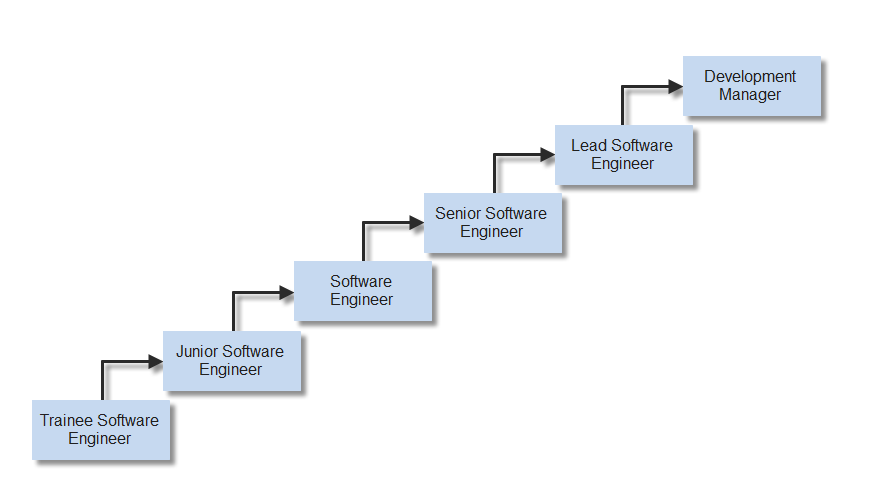 Development
Manager
Lead Software
Engineer
Senior Software
Engineer
Software
Engineer
Junior Software
Engineer
Trainee Software
Engineer